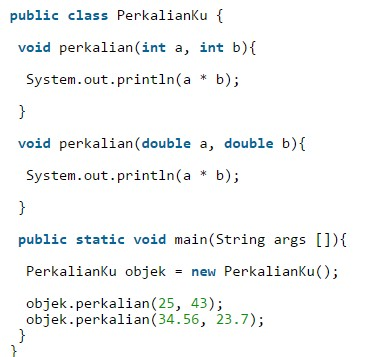 public class PerkalianKu {
void perkalian(int a, int b){
System.out.println(a * b);
}
void perkalian(double a, double b){
System.out.println(a * b);
}
public static void main(String args []){
PerkalianKu objek = new PerkalianKu();
objek.perkalian(25, 43);
objek.perkalian(34.56, 23.7);
}
}